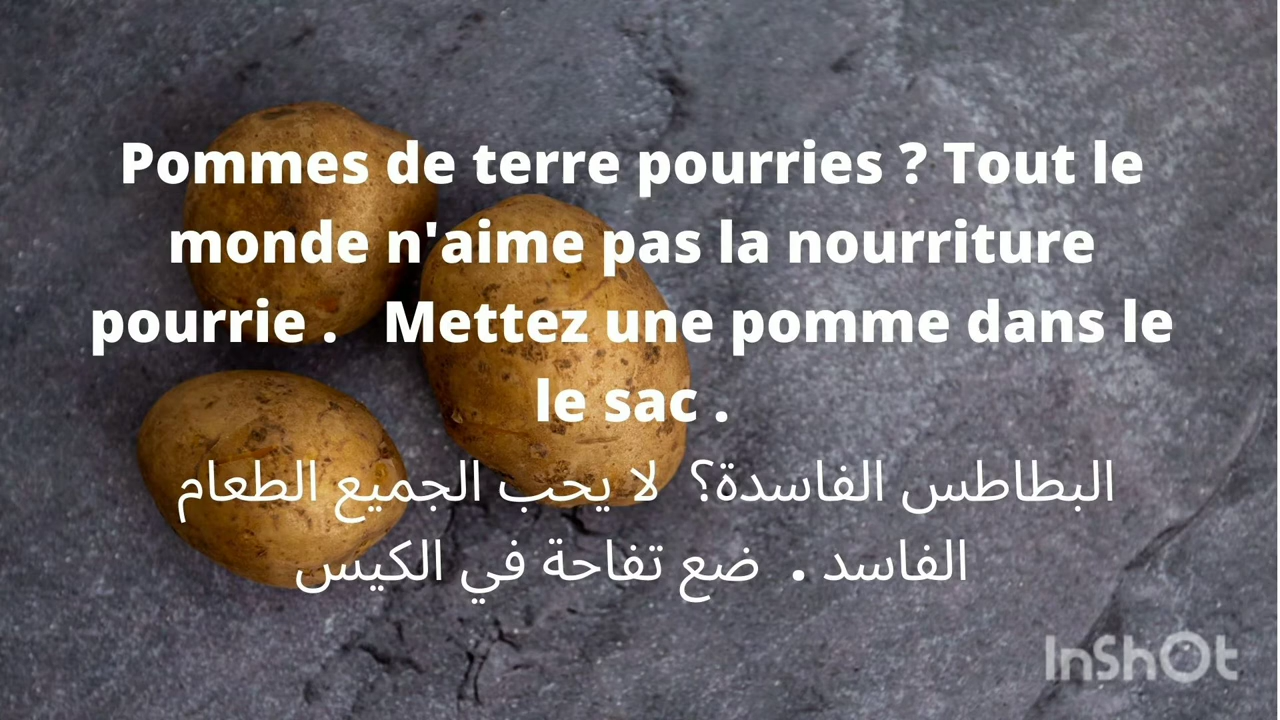 Pommes de terre pourries ? Tout le
monde n'aime pas la nourriture
pourrie . Mettez une pomme dans le
le sac .
البطاطس الفاسدة؟ لا يحب الجميع الطعام
الفاسد . ضع تفاحة في الكيس
InShOt